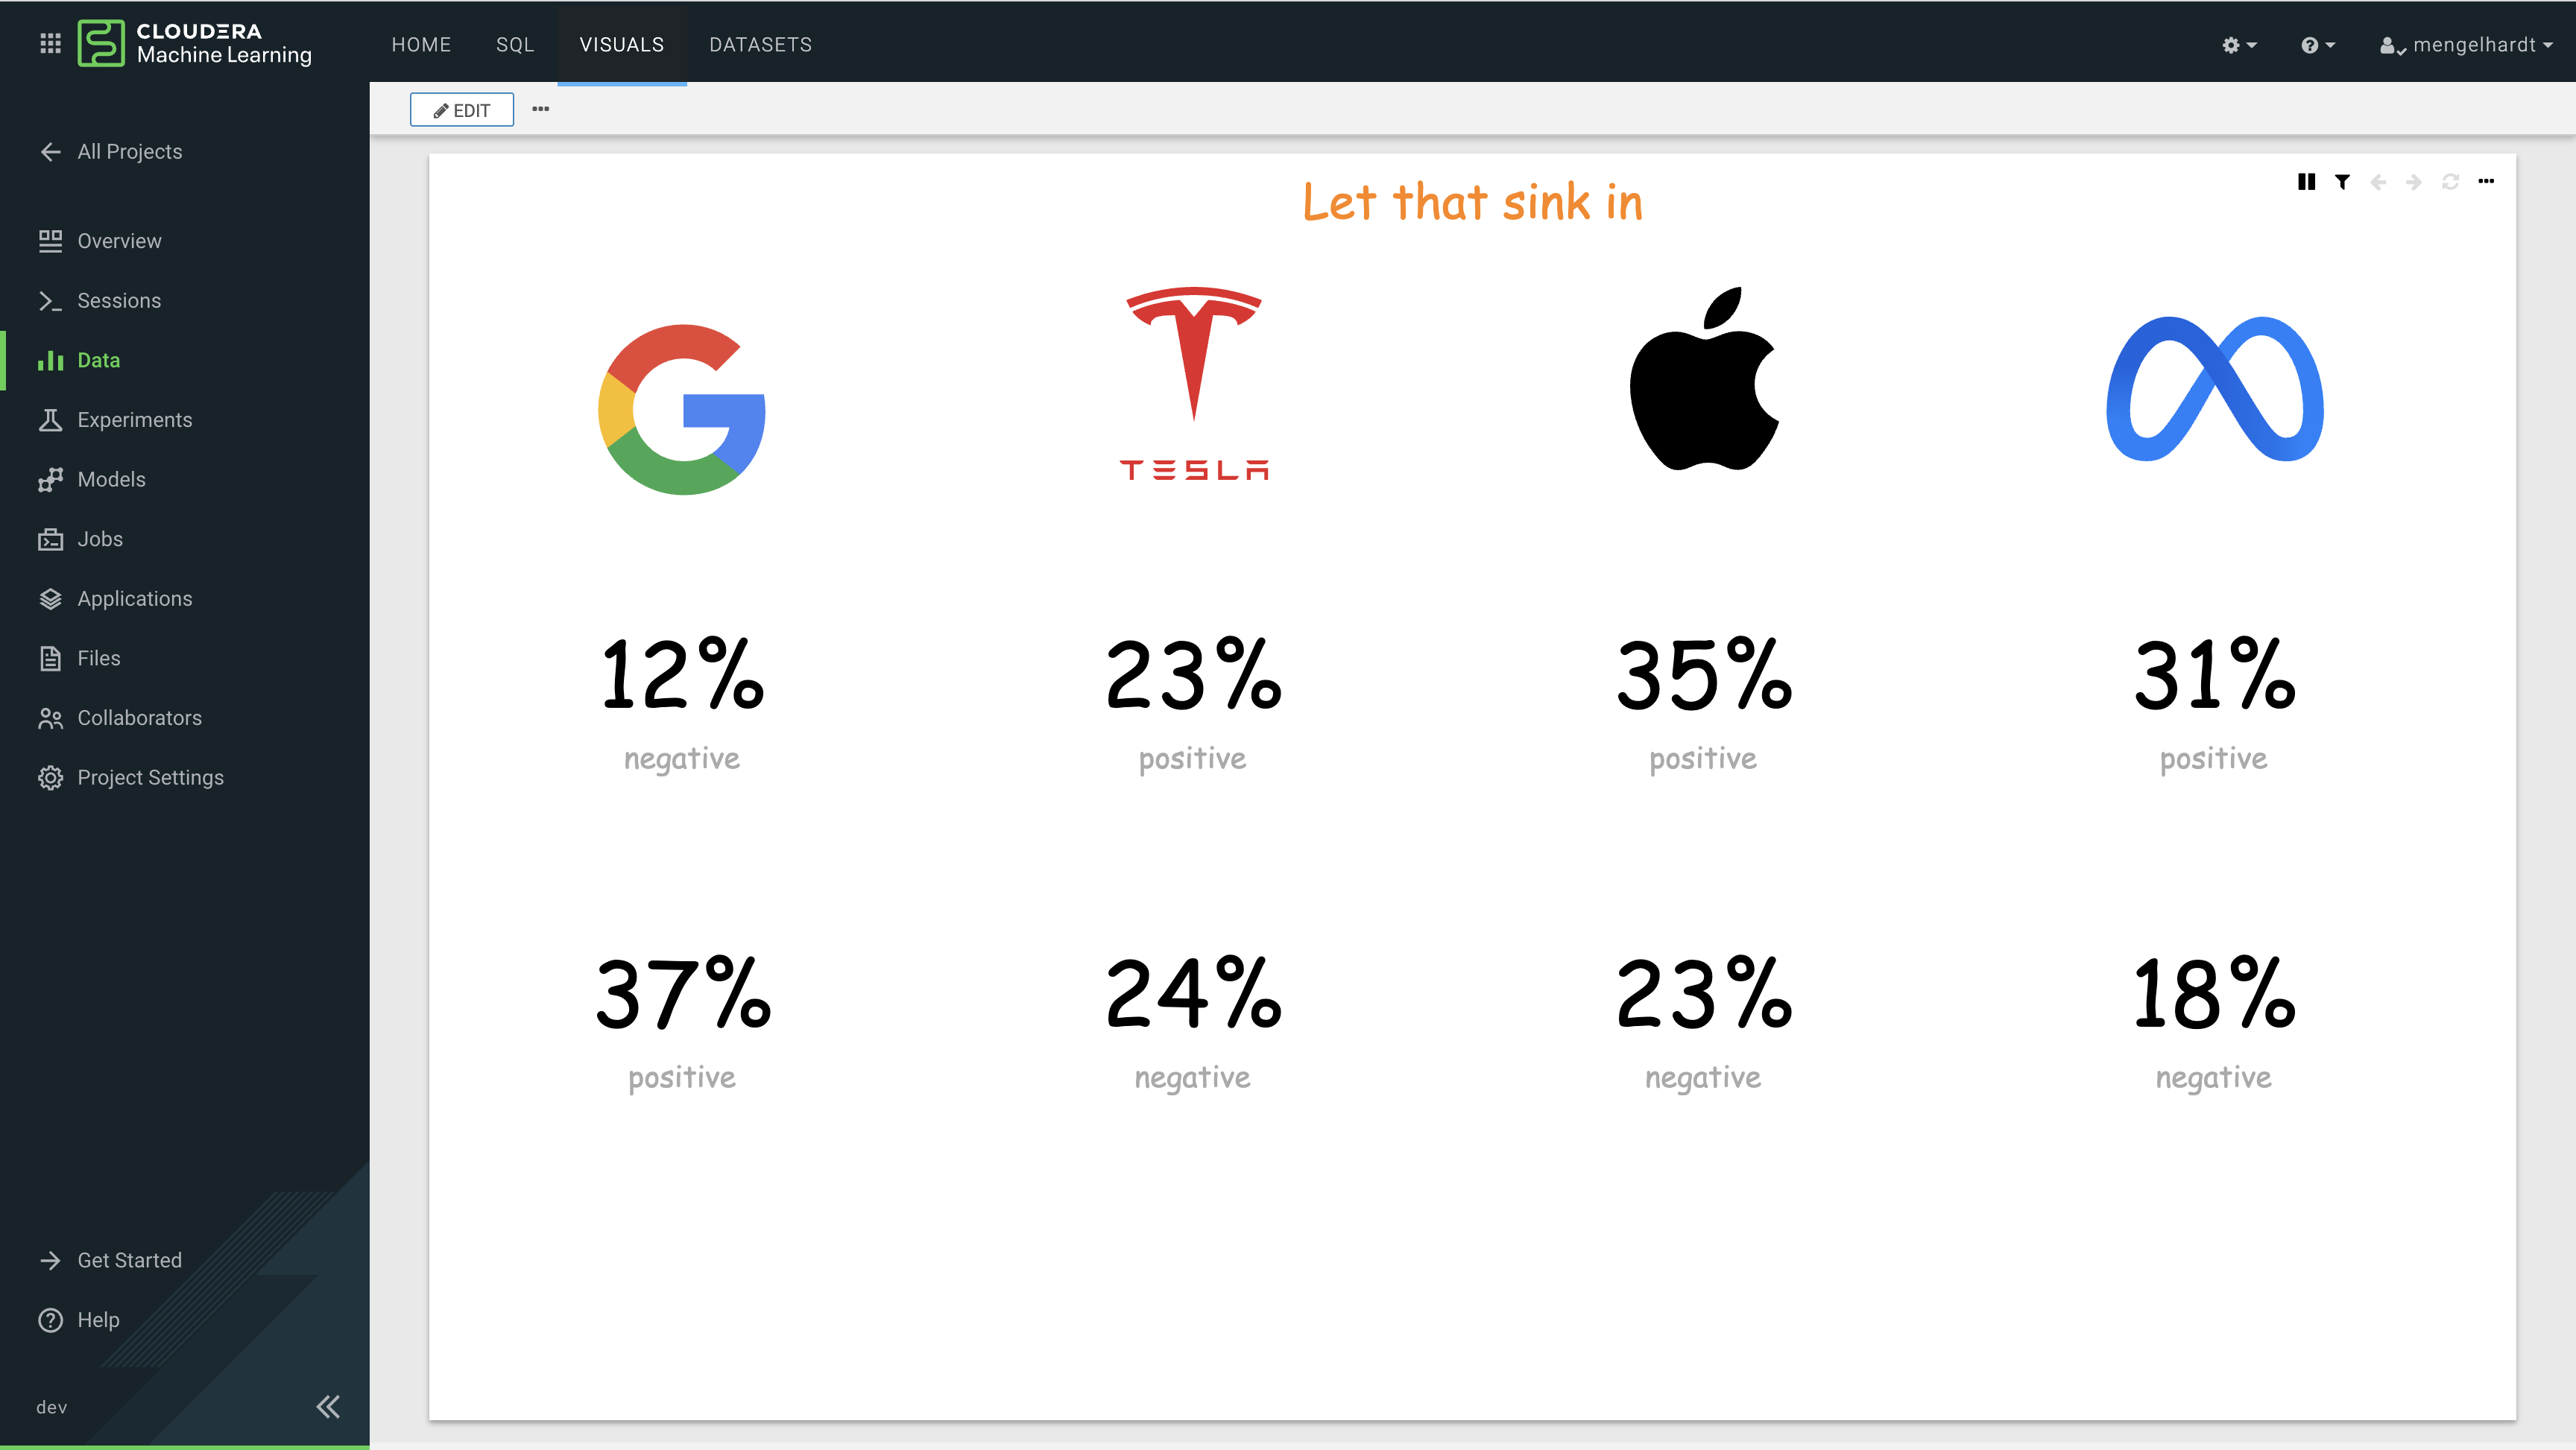 CLOUDERA
Machine Learning
HOME
SQL
VISUALS
DATASETS
mengelhardt
EDIT
All Projects
Overview
Sessions
Data
Experiments
Models
Jobs
Applications
Files
Collaborators
Project Settings
Get Started
Help
dev
Let that sink in
TESLA
12%
23%
35%
31%
negative
positive
positive
positive
37%
24%
23%
18%
positive
negative
negative
negative